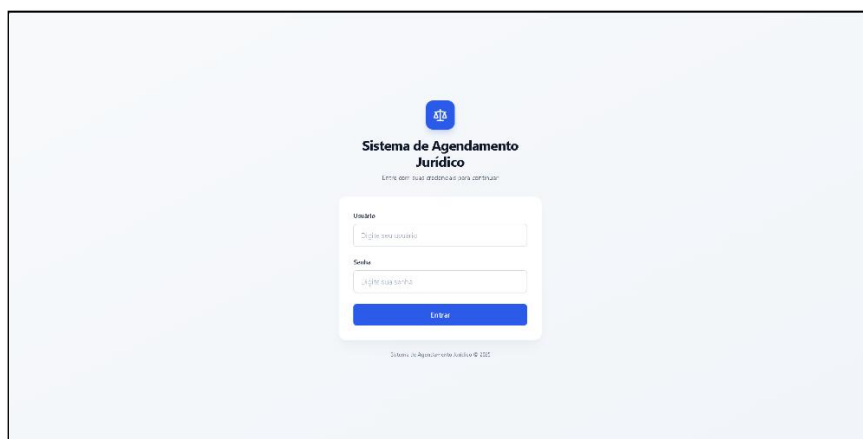 Sistema de Agendamento
Jurídico
Entre com suas credenciais para continuar
Usuário
Digite seu usuário
Senha
Digite sua senha
Entrar
Sistema de Agendamento Jurídico © 2025